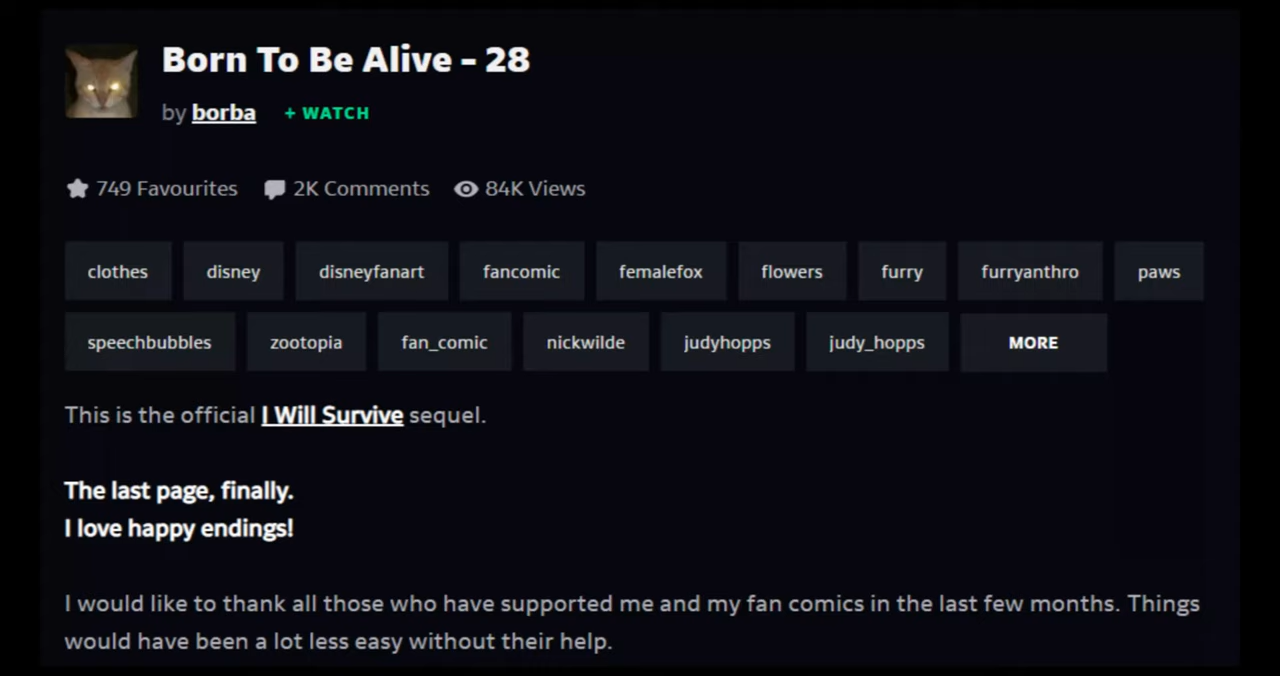 Born To Be Alive - 28
by borba + WATCH
749 Favourites 2K Comments 84K Views
clothes disney disneyfanart fancomic femalefox flowers furry furryanthro paws
speechbubbles zootopia fan_comic nickwilde judyhopps judy_hopps MORE
This is the official I Will Survive sequel.
The last page, finally.
I love happy endings!
I would like to thank all those who have supported me and my fan comics in the last few months. Things
would have been a lot less easy without their help.